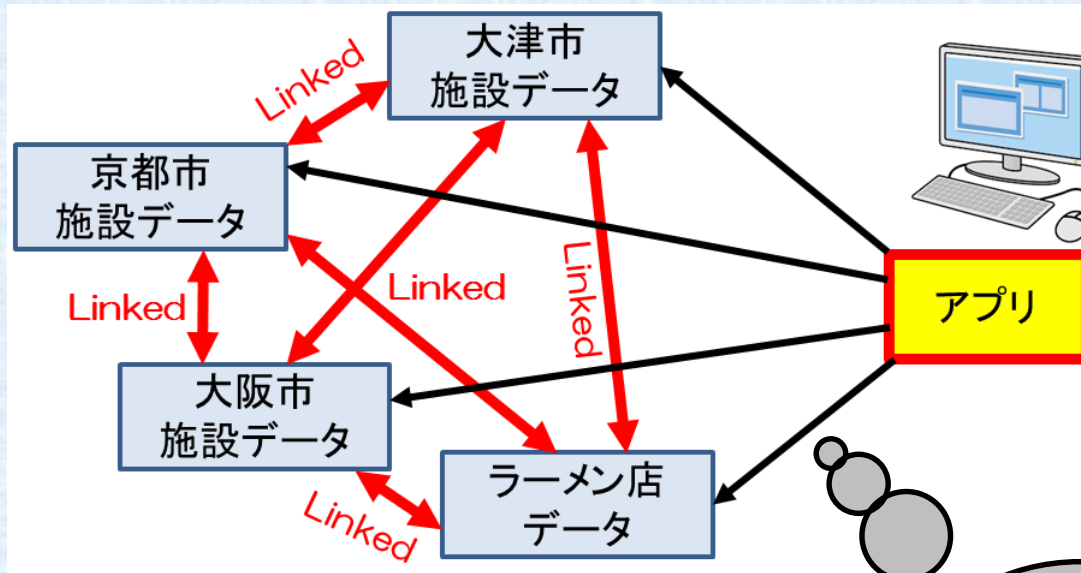 大津市
施設データ
Linked
京都市
施設データ
Linked
Linked
Linked
アプリ
大阪市
施設データ
ラーメン店
データ
Linked